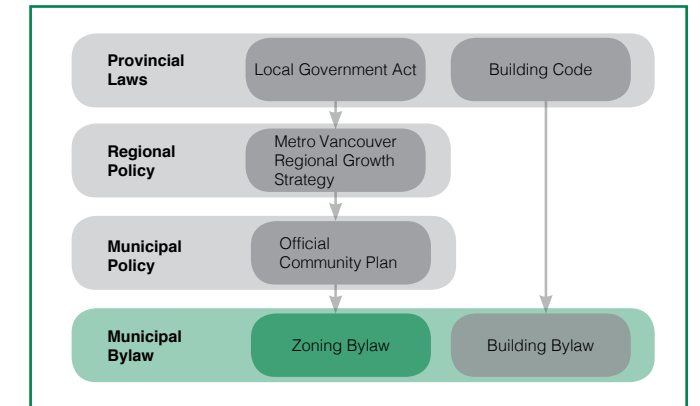 Provincial
Laws
Local Government Act
Building Code
Regional
Policy
Metro Vancouver
Regional Growth
Strategy
Municipal
Policy
Official
Community Plan
Municipal
Bylaw
Zoning Bylaw
Building Bylaw